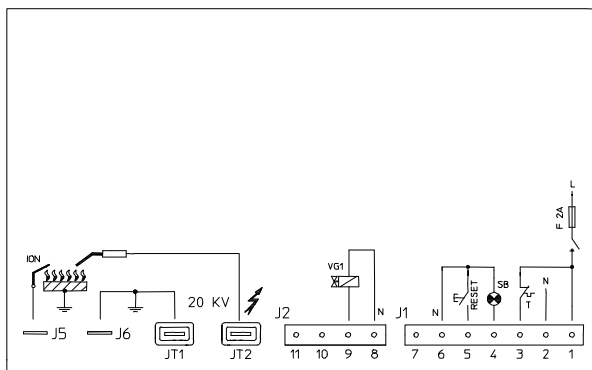 L
F 2A
ION
VG1
20 KV
N
N
RESET
SB
T
N
J5
J6
JT1
JT2
J2
11 10 9 8
J1
7 6 5 4 3 2 1